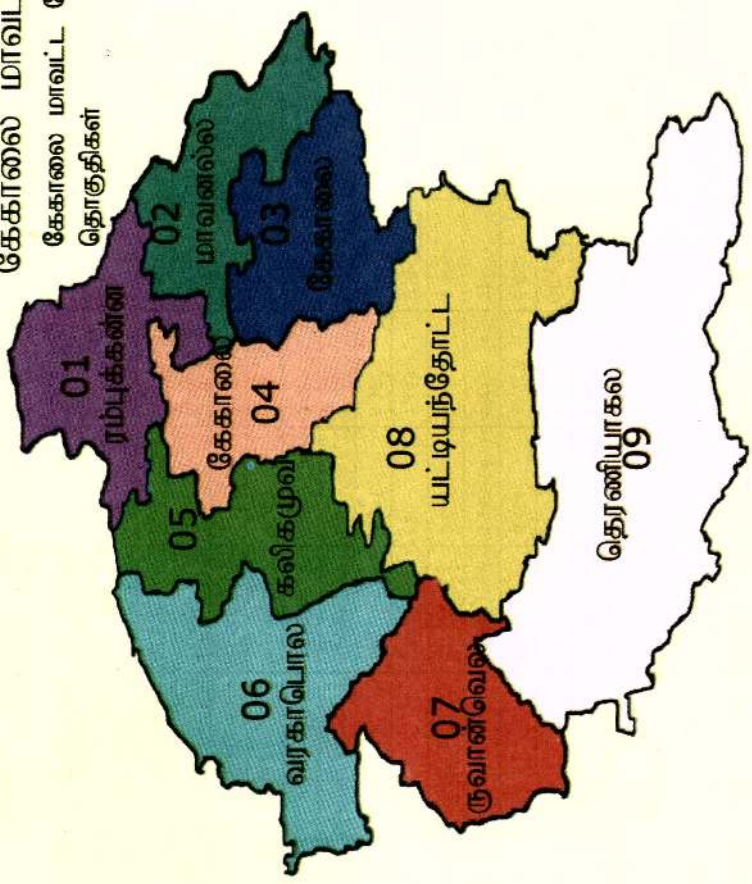 கேகாலை மாவட
கேகாலை மாவட்ட
தொகுதிகள்
01
ரம்புக்கன்ன
02
மாவனல்ல
03
கேகாலை
கேகாலை
04
05
கலிகமுவ
06
வரகாபொல
07
ருவான்வெல
08
யட்டியந்தோட்ட
தெரணியாகல
09